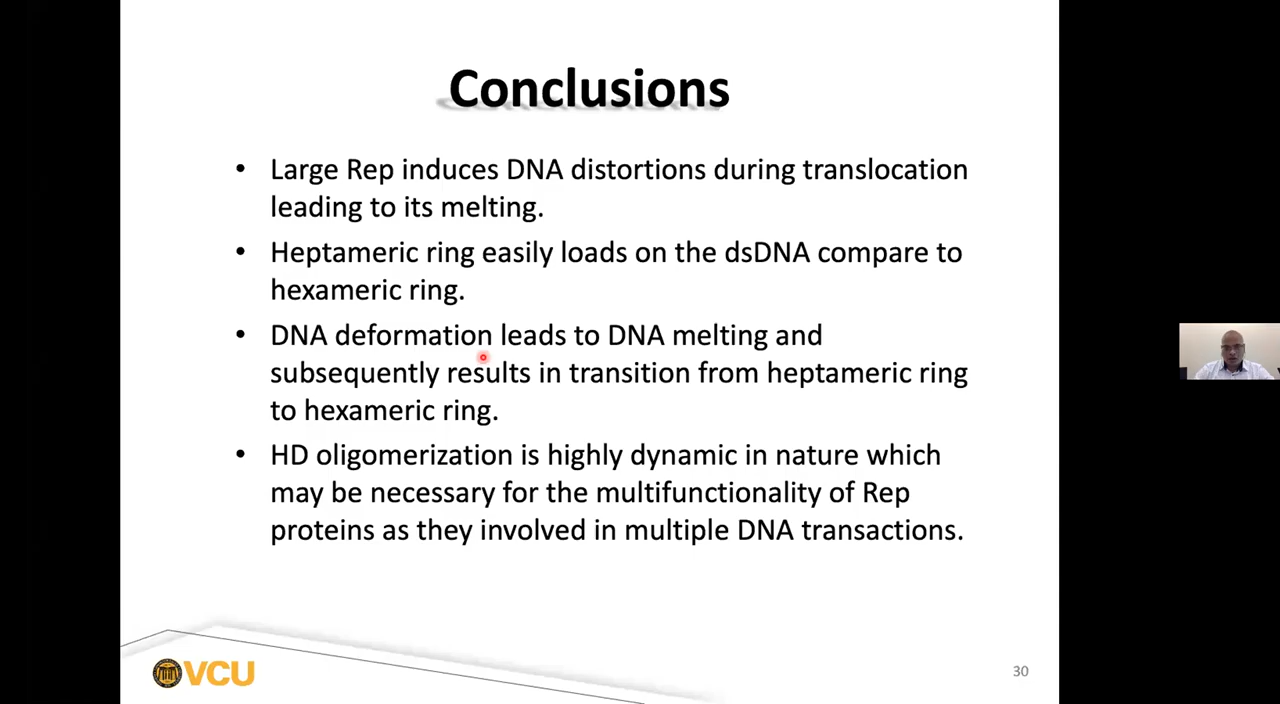 Conclusions
• Large Rep induces DNA distortions during translocation
leading to its melting.
• Heptameric ring easily loads on the dsDNA compare to
hexameric ring.
• DNA deformation leads to DNA melting and
subsequently results in transition from heptameric ring
to hexameric ring.
• HD oligomerization is highly dynamic in nature which
may be necessary for the multifunctionality of Rep
proteins as they involved in multiple DNA transactions.
VCU
30